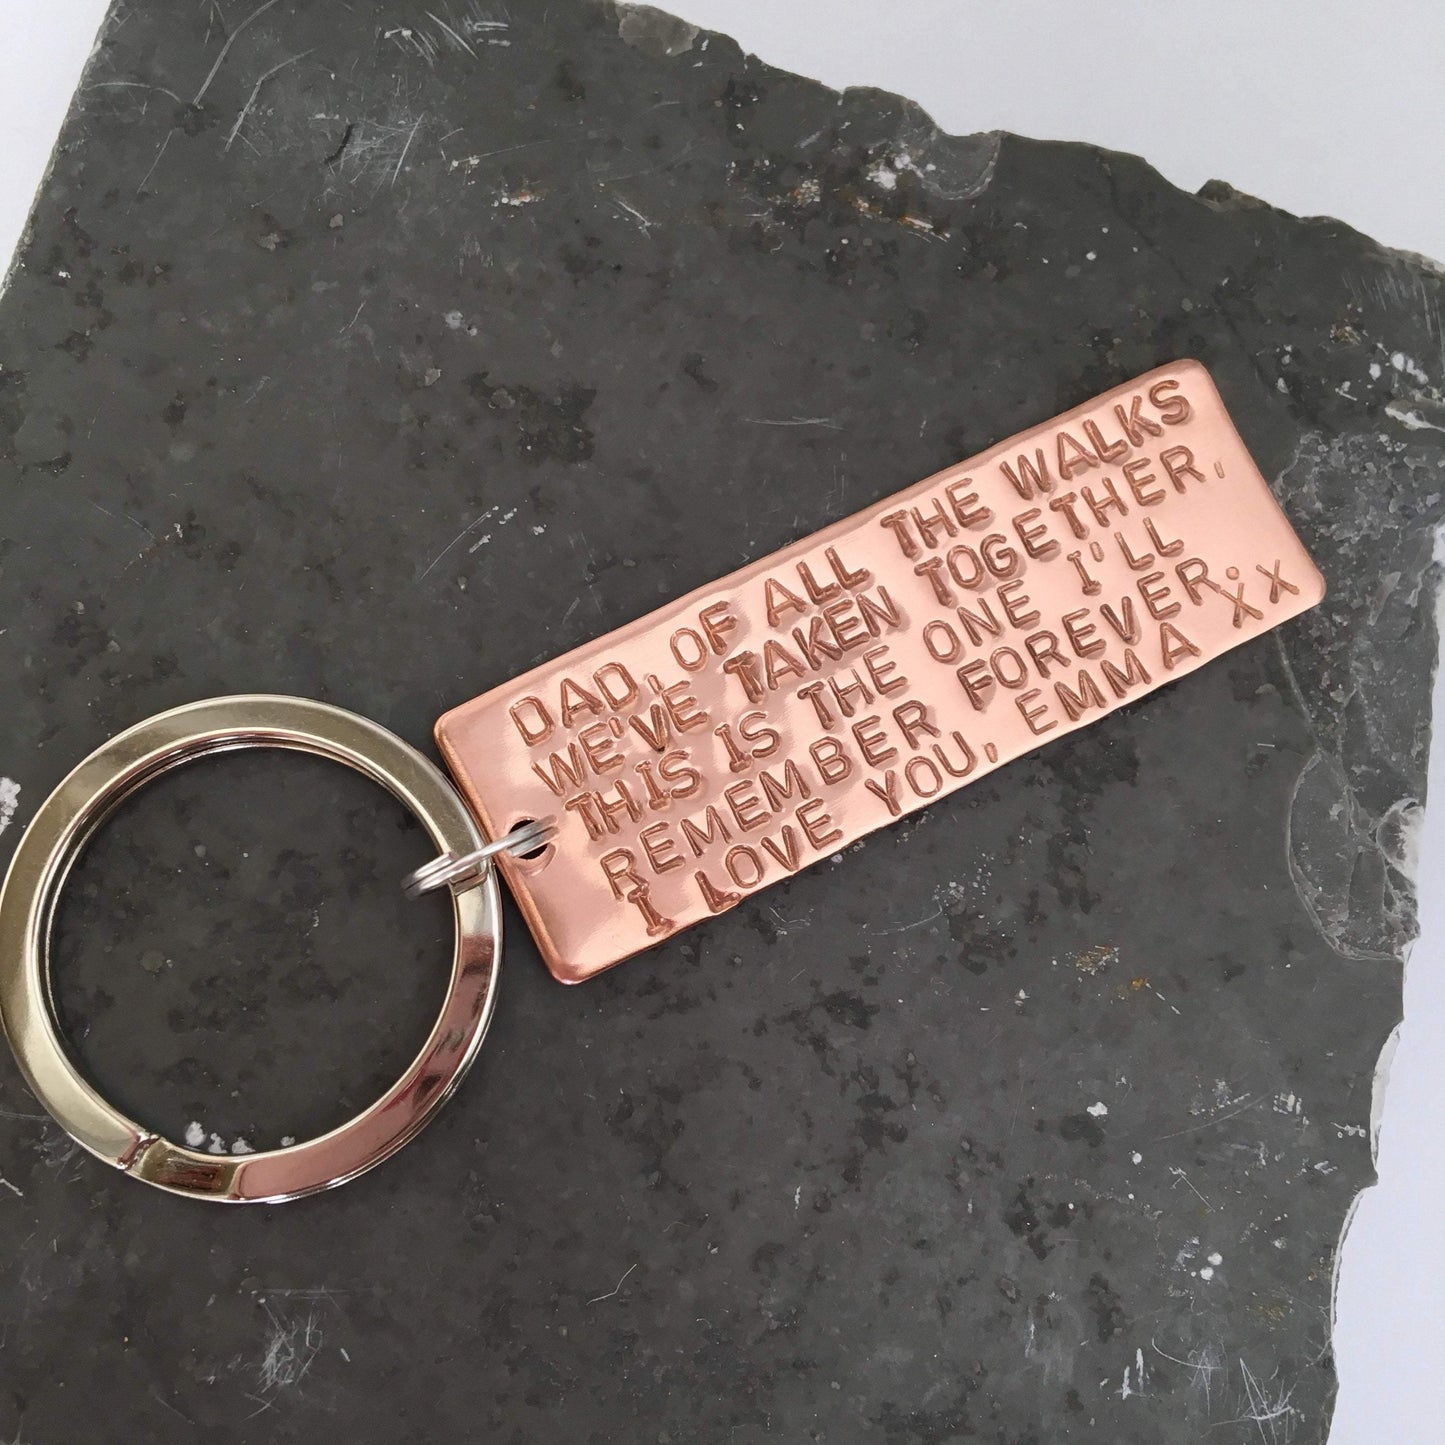 DAD, OF ALL THE WALKS
WE'VE TAKEN TOGETHER,
THIS IS THE ONE I'LL
REMEMBER FOREVER.
I LOVE YOU, EMMA XX